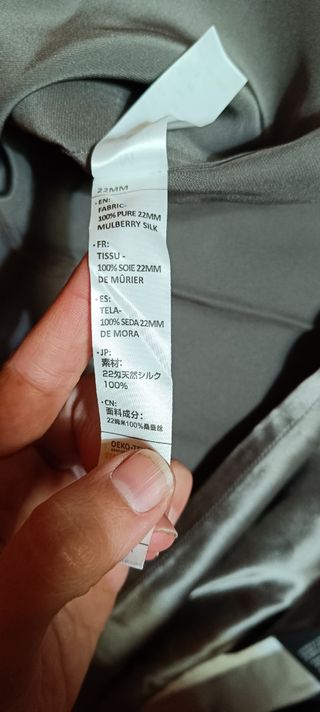 22MM
· EN:
FABRIC-
100% PURE 22MM
MULBERRY SILK
· FR:
TISSU -
100% SOIE 22MM
DE MÛRIER
· ES:
TELA-
100% SEDA 22MM
DE MORA
· JP:
素材:
22匁天然シルク
100%
· CN:
面料成分:
22姆米100%桑蚕丝